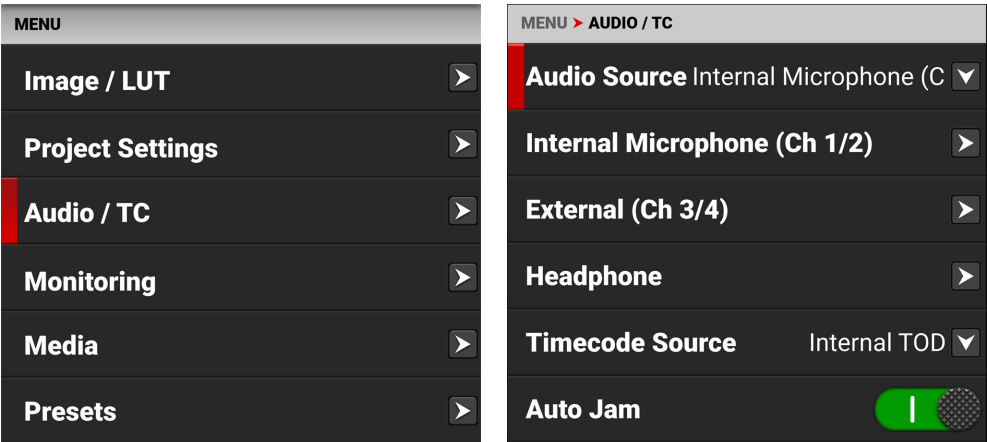 MENU
Image / LUT
Project Settings
Audio / TC
Monitoring
Media
Presets
MENU AUDIO / TC
Audio Source Internal Microphone (C
Internal Microphone (Ch 1/2)
External (Ch 3/4)
Headphone
Timecode Source Internal TOD
Auto Jam